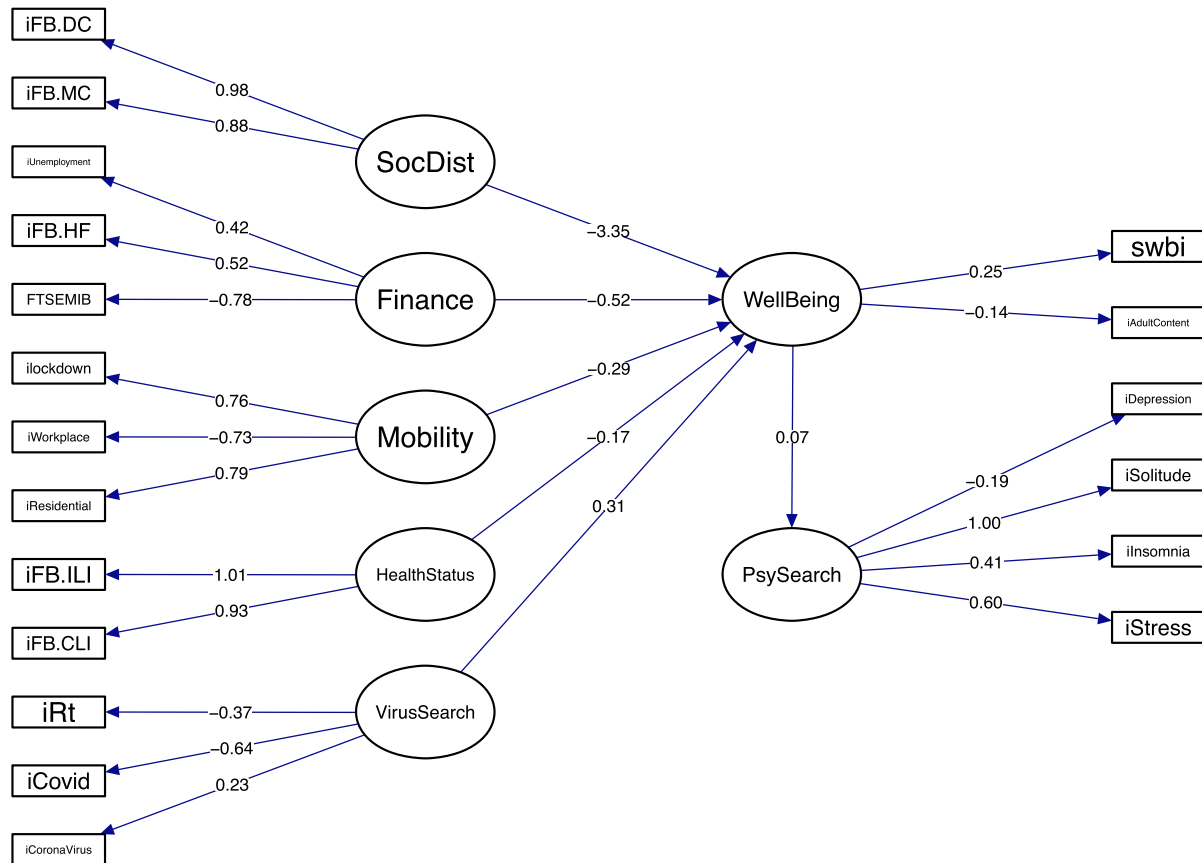 iFB.DC
iFB.MC
iUnemployment
iFB.HF
FTSEMIB
ilockdown
iWorkplace
iResidential
iFB.ILI
iFB.CLI
iRt
iCovid
iCoronaVirus
0.98
0.88
0.42
0.52
−0.78
0.76
−0.73
0.79
1.01
0.93
−0.37
−0.64
0.23
SocDist
Finance
Mobility
HealthStatus
VirusSearch
−3.35
−0.52
−0.29
−0.17
0.31
WellBeing
0.07
PsySearch
0.25
−0.14
−0.19
1.00
0.41
0.60
swbi
iAdultContent
iDepression
iSolitude
iInsomnia
iStress